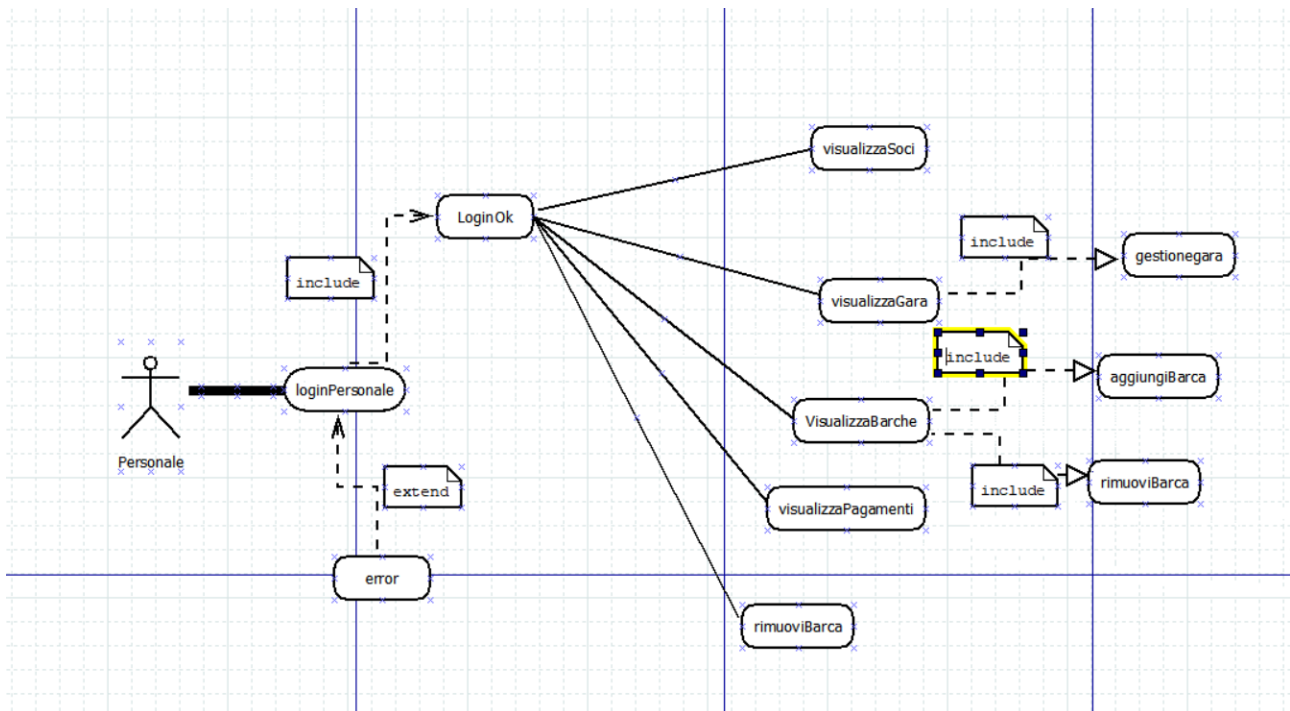 visualizzaSoci
LoginOk
include
gestionegara
include
visualizzaGara
include
aggiungiBarca
loginPersonale
VisualizzaBarche
Personale
extend
include
rimuoviBarca
visualizzaPagamenti
error
rimuoviBarca